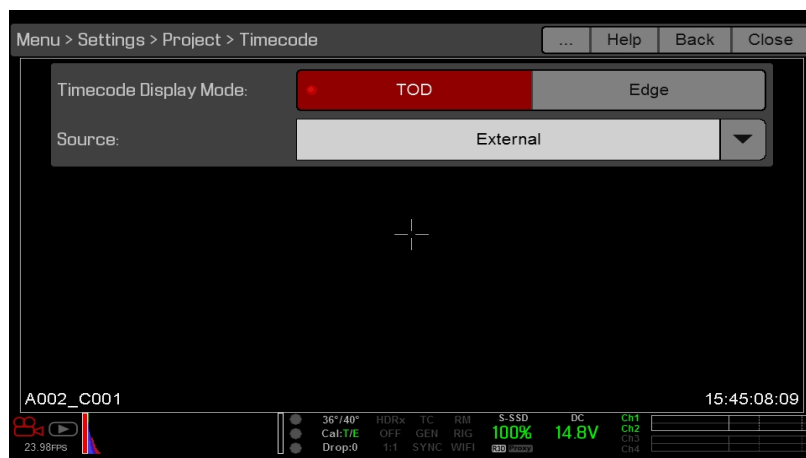 Menu > Settings > Project > Timecode ... Help Back Close
Timecode Display Mode: TOD Edge
Source: External
A002_C001 15:45:08:09
36°/40° HDRx TC RM S-SSD DC Ch1
Cal:T/E OFF GEN RIG 100% 14.8V Ch2
23.98FPS Drop:0 1:1 SYNC WIFI R3D Proxy Ch3
Ch4